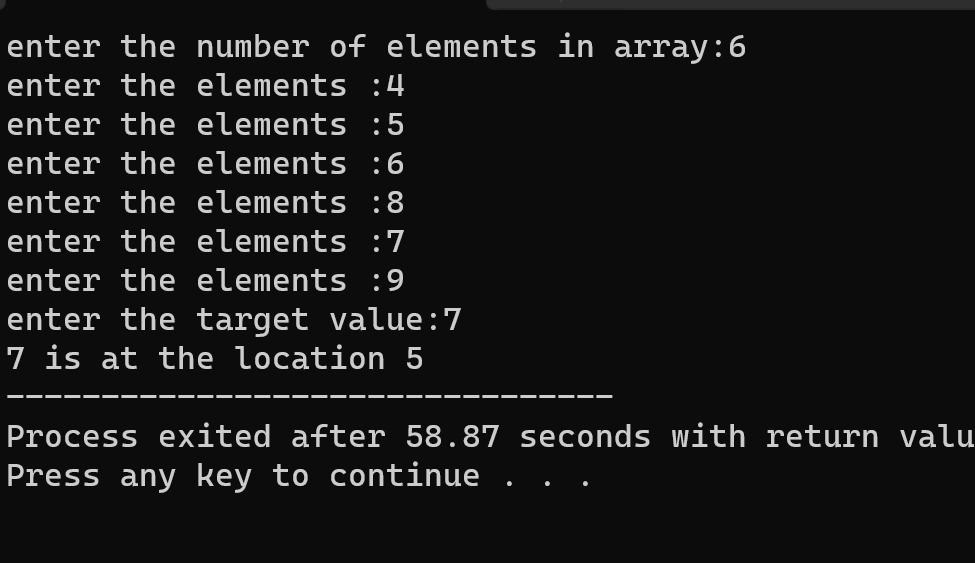 enter the number of elements in array:6
enter the elements :4
enter the elements :5
enter the elements :6
enter the elements :8
enter the elements :7
enter the elements :9
enter the target value:7
7 is at the location 5
--------------------------------
Process exited after 58.87 seconds with return valu
Press any key to continue . . .